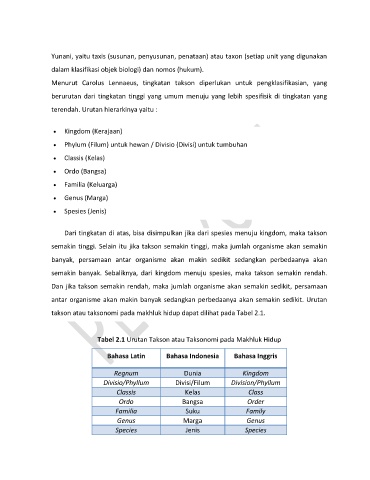 Yunani, yaitu taxis (susunan, penyusunan, penataan) atau taxon (setiap unit yang digunakan
dalam klasifikasi objek biologi) dan nomos (hukum).
Menurut Carolus Lennaeus, tingkatan takson diperlukan untuk pengklasifikasian, yang
berurutan dari tingkatan tinggi yang umum menuju yang lebih spesifisik di tingkatan yang
terendah. Urutan hierarkinya yaitu :
• Kingdom (Kerajaan)
• Phylum (Filum) untuk hewan / Divisio (Divisi) untuk tumbuhan
• Classis (Kelas)
• Ordo (Bangsa)
• Familia (Keluarga)
• Genus (Marga)
• Spesies (Jenis)
Dari tingkatan di atas, bisa disimpulkan jika dari spesies menuju kingdom, maka takson
semakin tinggi. Selain itu jika takson semakin tinggi, maka jumlah organisme akan semakin
banyak, persamaan antar organisme akan makin sedikit sedangkan perbedaanya akan
semakin banyak. Sebaliknya, dari kingdom menuju spesies, maka takson semakin rendah.
Dan jika takson semakin rendah, maka jumlah organisme akan semakin sedikit, persamaan
antar organisme akan makin banyak sedangkan perbedaanya akan semakin sedikit. Urutan
takson atau taksonomi pada makhluk hidup dapat dilihat pada Tabel 2.1.
Tabel 2.1 Urutan Takson atau Taksonomi pada Makhluk Hidup
Bahasa Latin Bahasa Indonesia Bahasa Inggris
Regnum Dunia Kingdom
Divisio/Phyllum Divisi/Filum Division/Phyllum
Classis Kelas Class
Ordo Bangsa Order
Familia Suku Family
Genus Marga Genus
Species Jenis Species